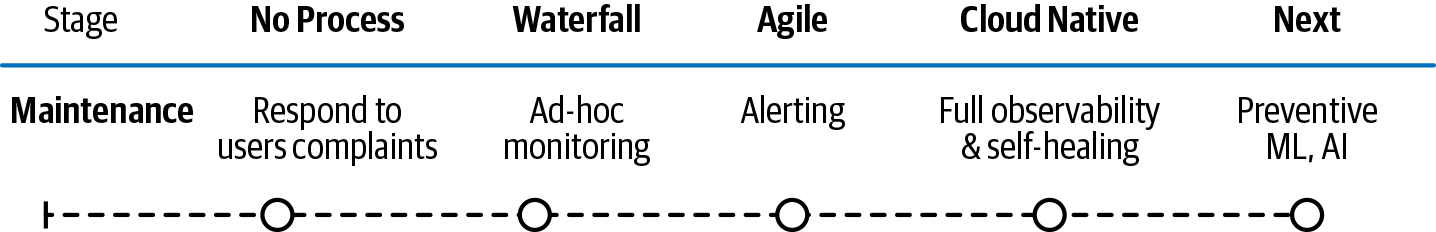 Stage No Process Waterfall Agile Cloud Native Next
Maintenance Respond to Ad-hoc Alerting Full observability Preventive
users complaints monitoring & self-healing ML, AI